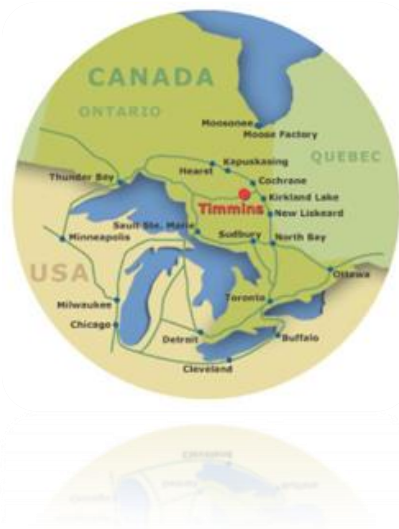 CANADA
ONTARIO
Moosonee
Moose Factory
QUEBEC
Kapuskasing
Hearst
Cochrane
Thunder Bay
Kirkland Lake
Timmins
New Liskeard
Sault Ste. Marie
Sudbury
North Bay
Minneapolis
USA
Ottawa
Milwaukee
Toronto
Chicago
Detroit
Buffalo
Cleveland